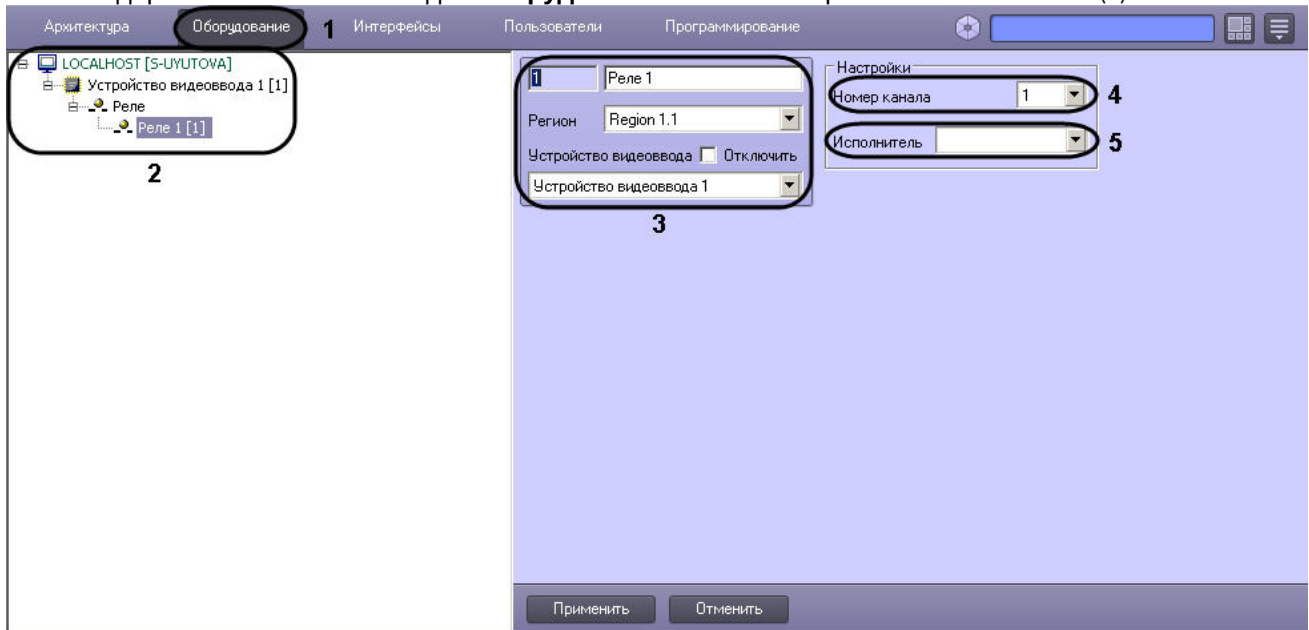 Архитектура Оборудование 1 Интерфейсы Пользователи Программирование
LOCALHOST [S-UYUTOVA]
Устройство видеоввода 1 [1]
Реле
Реле 1 [1]
2
1 Реле 1
Регион Region 1.1
Устройство видеоввода Отключить
Устройство видеоввода 1
3
Настройки
Номер канала 1 4
Исполнитель 5
Применить Отменить